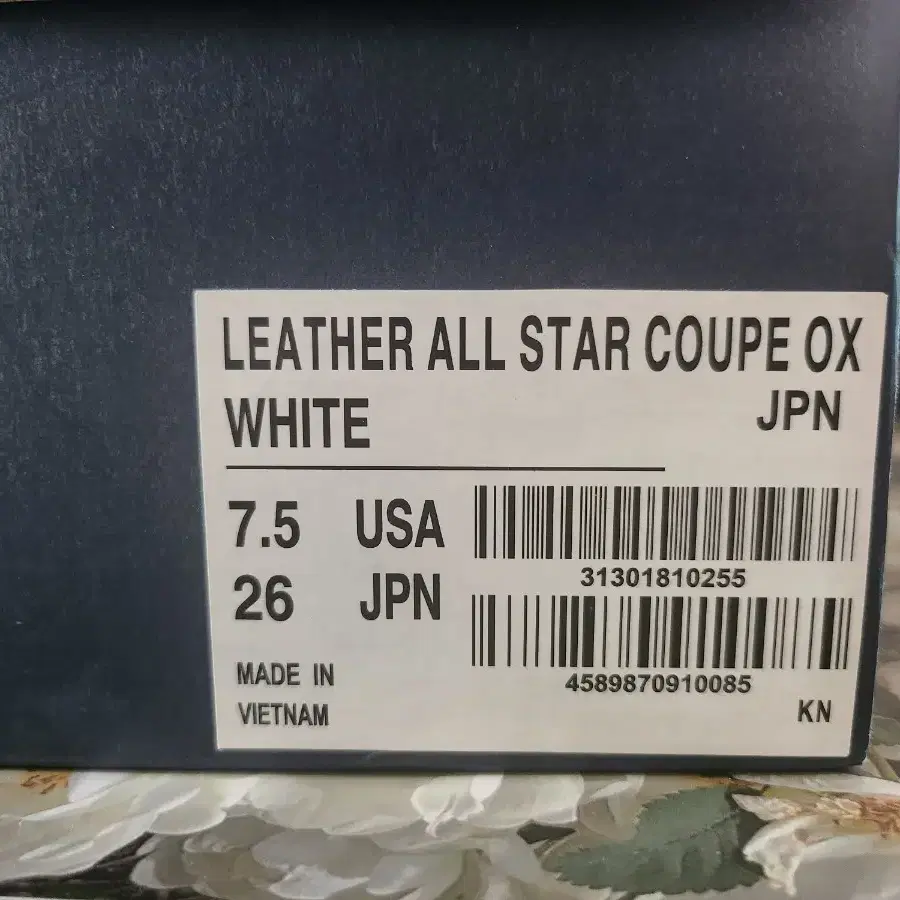 LEATHER ALL STAR COUPE OX
WHITE JPN
7.5 USA
31301810255
26 JPN
4589870910085
MADE IN
VIETNAM
KN